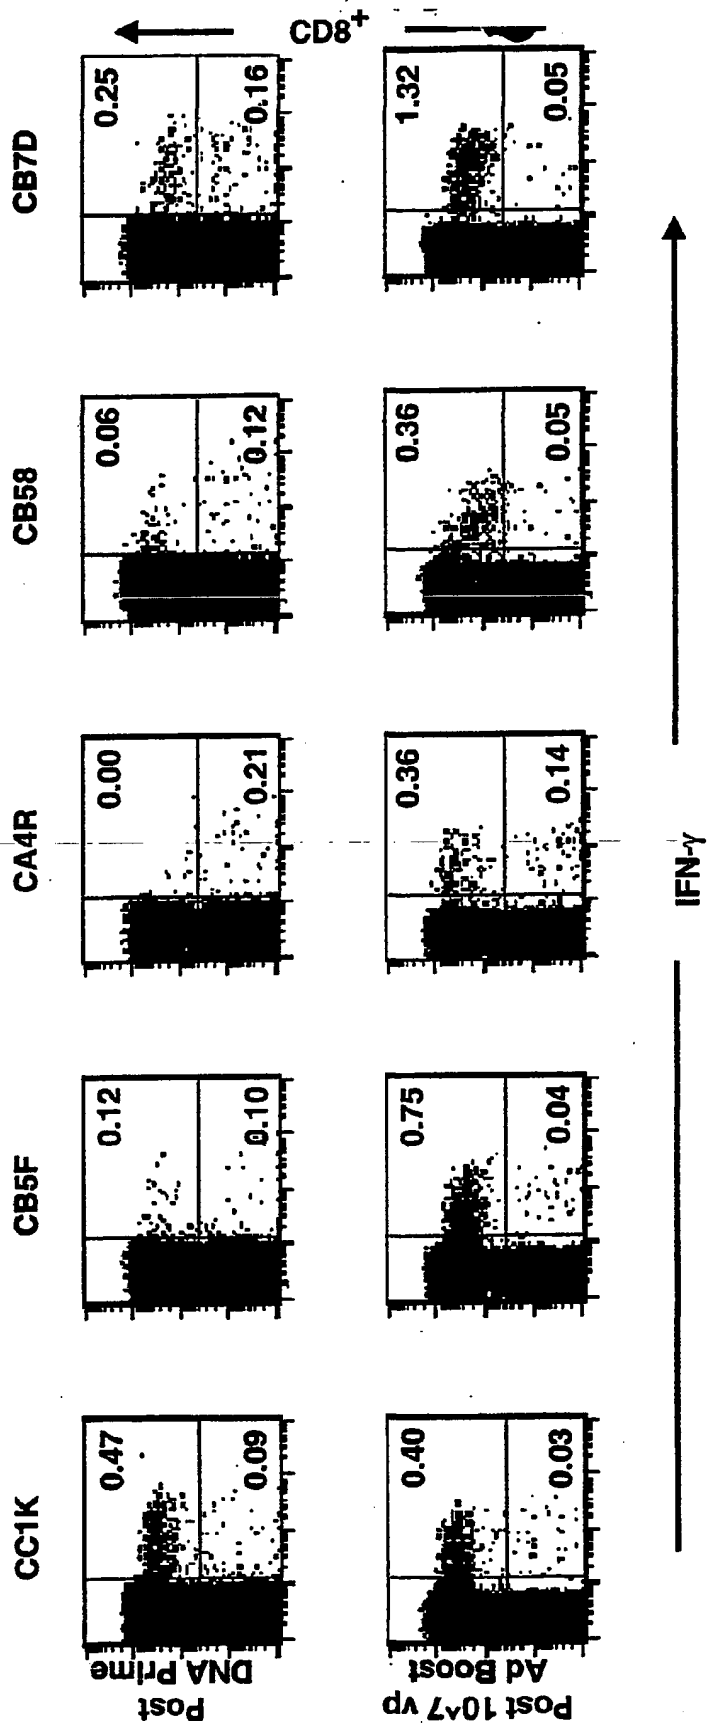 CC1K
CB5F
CA4R
CB58
CB7D
Post
DNA Prime
0.47
0.09
0.12
0.10
0.00
0.21
0.06
0.12
0.25
0.16
CD8+
Post 10^7 vp
Ad Boost
0.40
0.03
0.75
0.04
0.36
0.14
0.36
0.05
1.32
0.05
IFN-γ